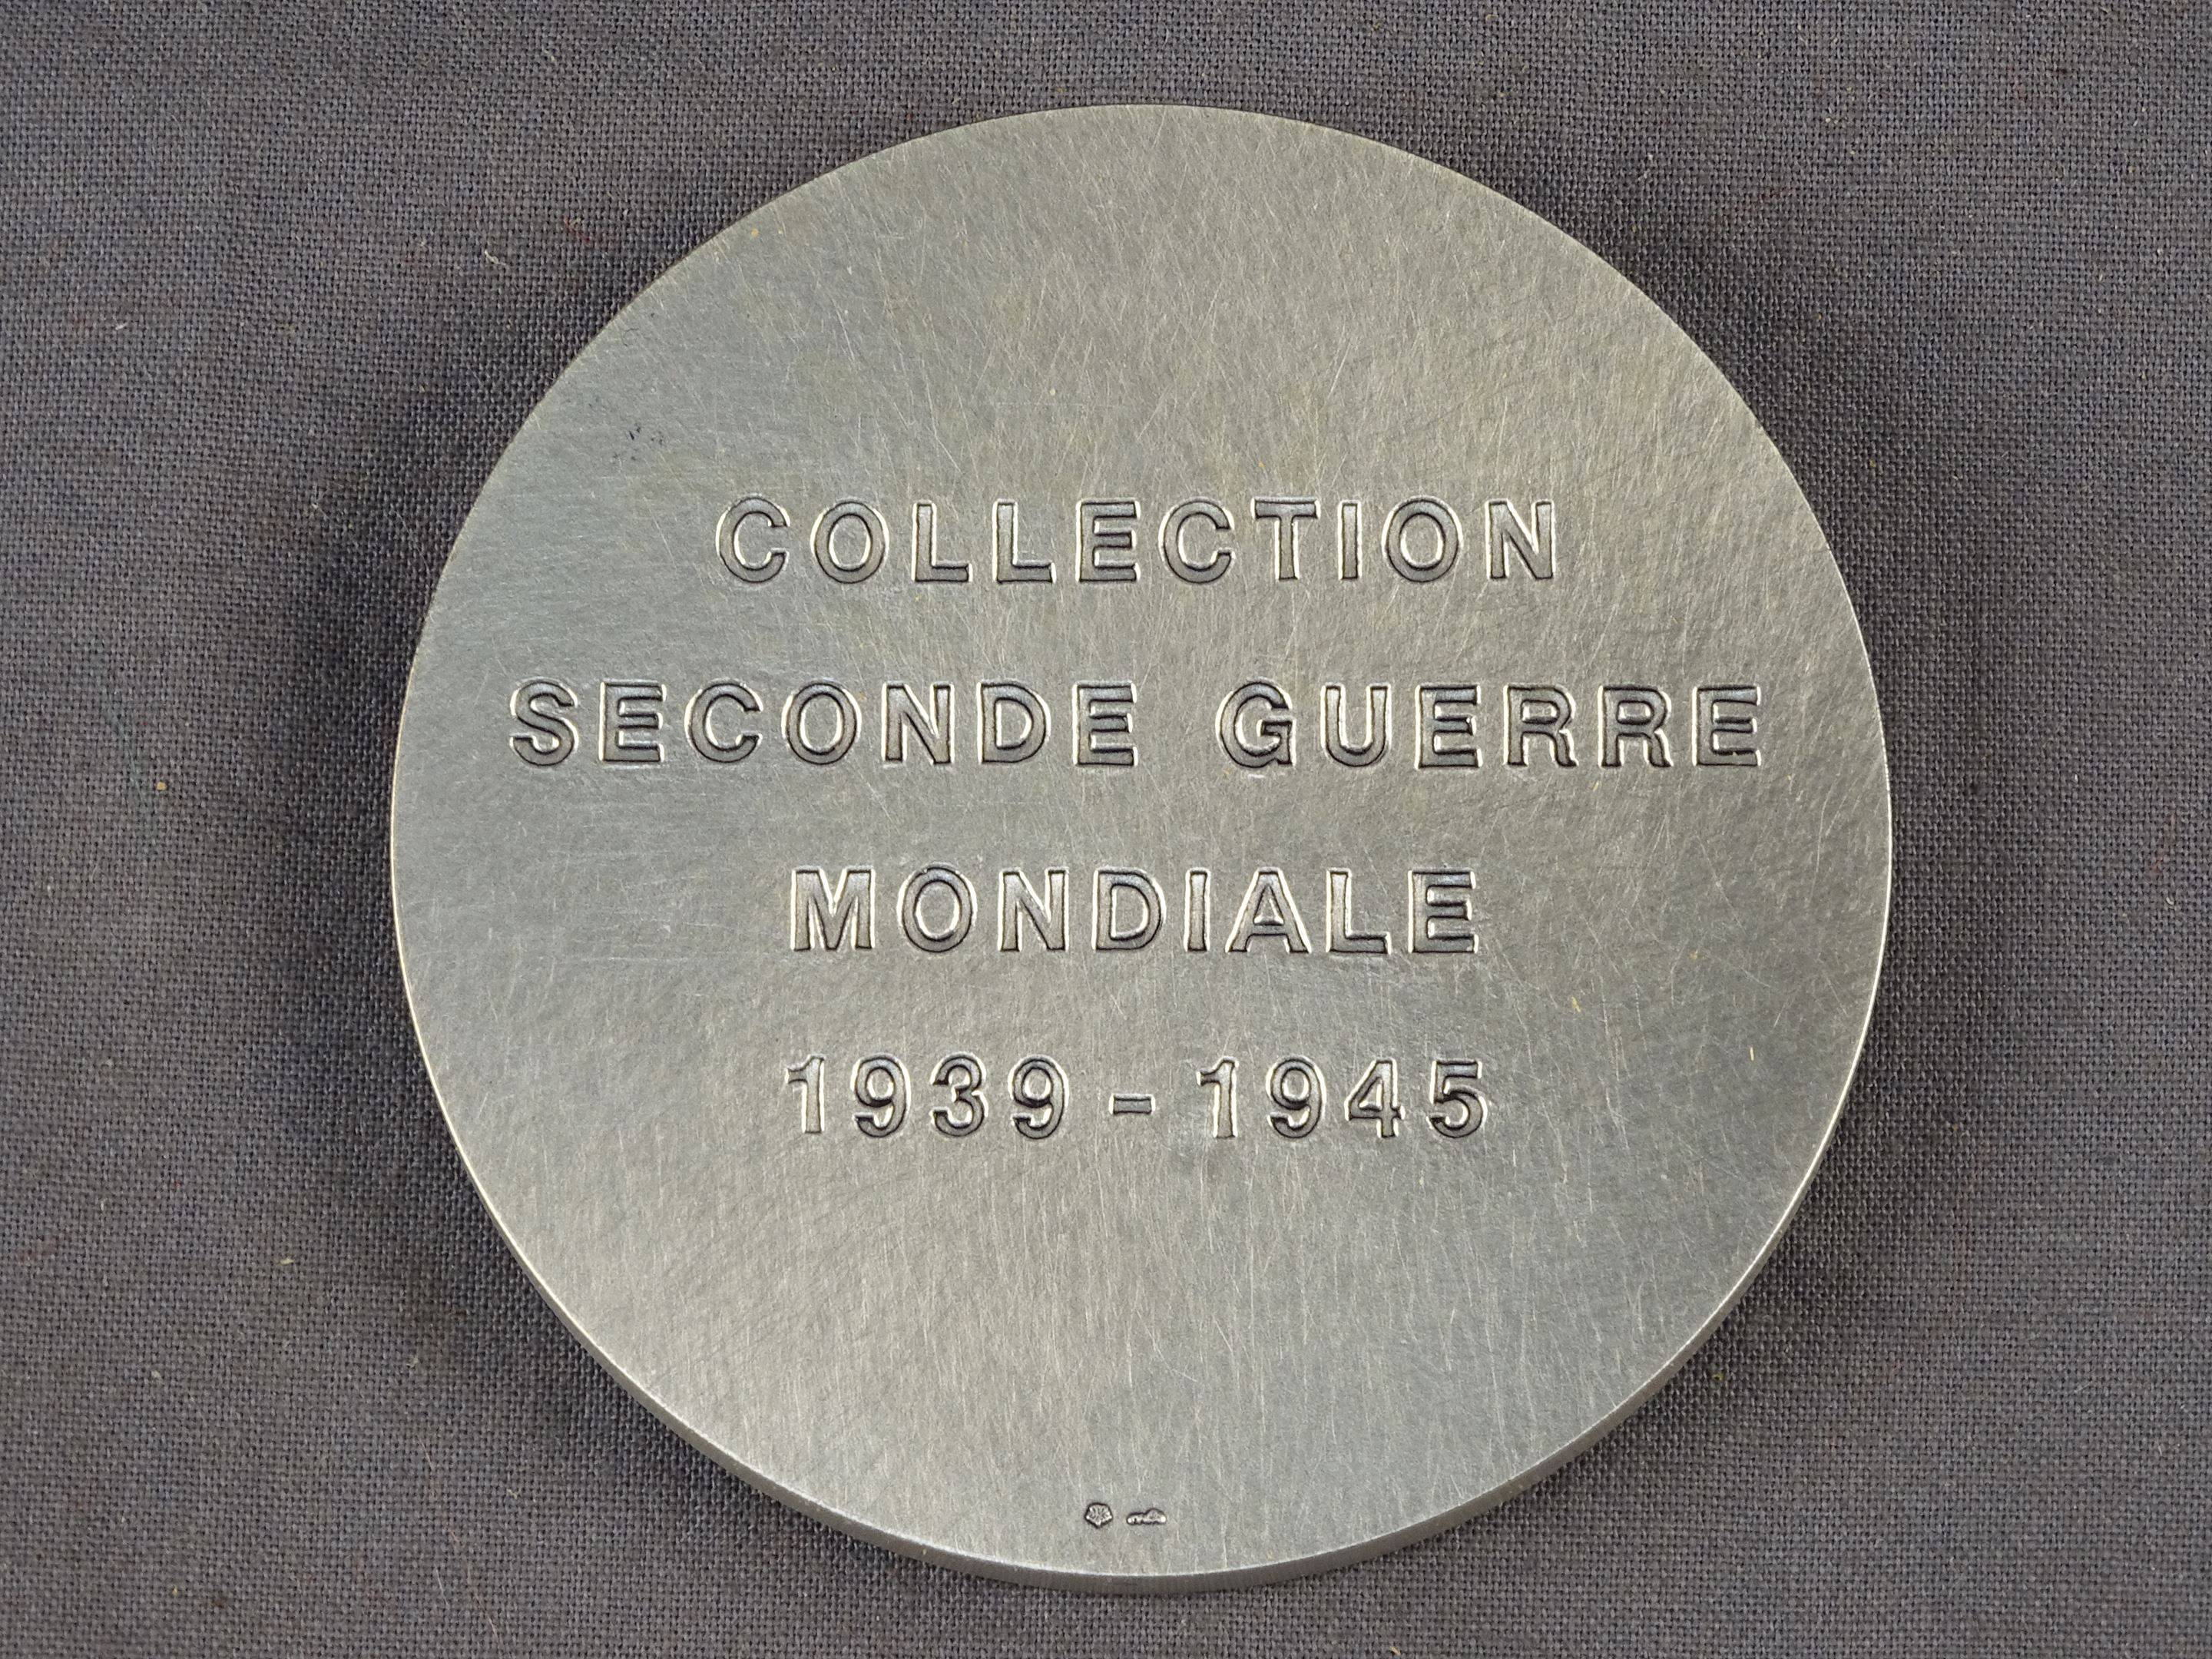 COLLECTION
SECONDE GUERRE
MONDIALE
1939-1945